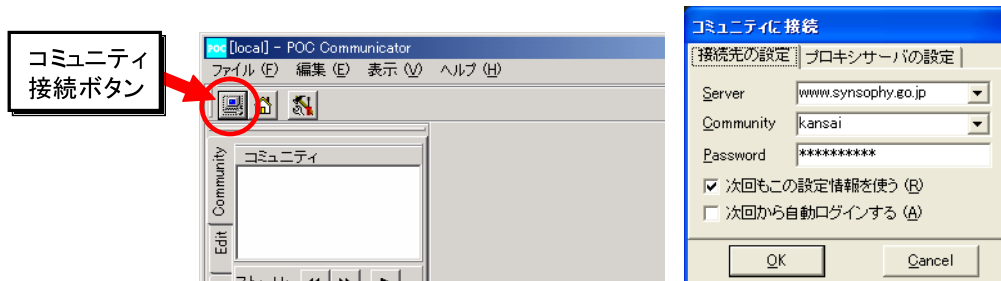 コミュニティ
接続ボタン
POC [local] - POC Communicator
ファイル (F) 編集 (E) 表示 (V) ヘルプ (H)
Community
コミュニティ
Edit
コミュニティに接続
接続先の設定 プロキシサーバの設定
Server www.synsophy.go.jp
Community kansai
Password **********
次回もこの設定情報を使う (R)
次回から自動ログインする (A)
OK Cancel